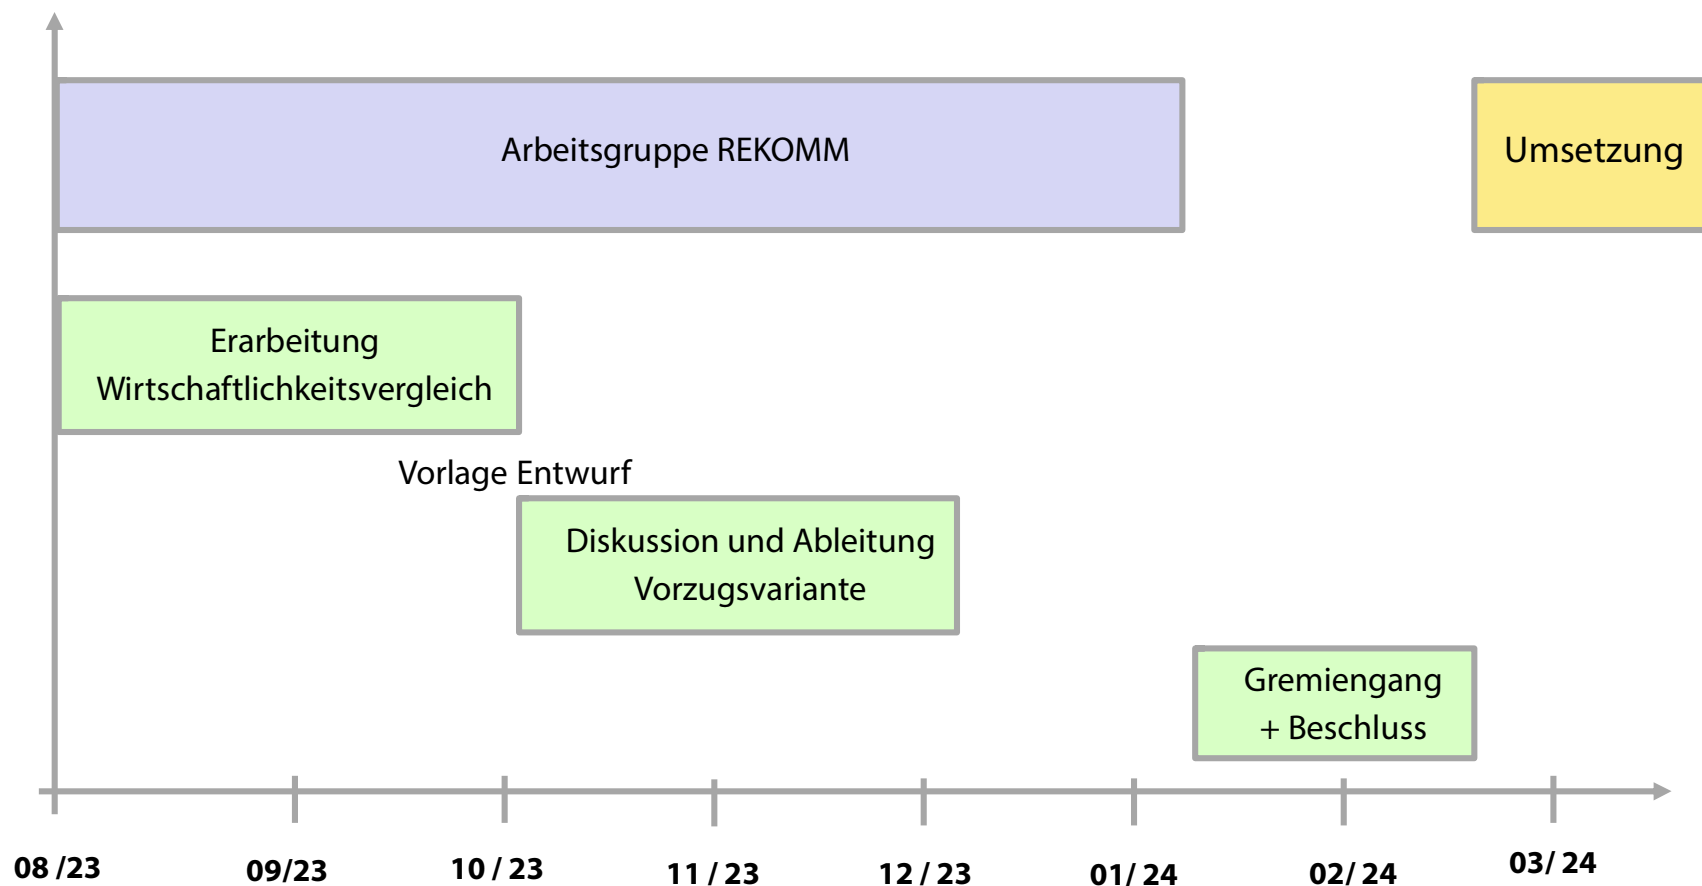 Arbeitsgruppe REKOMM
Umsetzung
Erarbeitung
Wirtschaftlichkeitsvergleich
Vorlage Entwurf
Diskussion und Ableitung
Vorzugsvariante
Gremiengang
+ Beschluss
08 /23
09/23
10 / 23
11 / 23
12 / 23
01/ 24
02/ 24
03/ 24